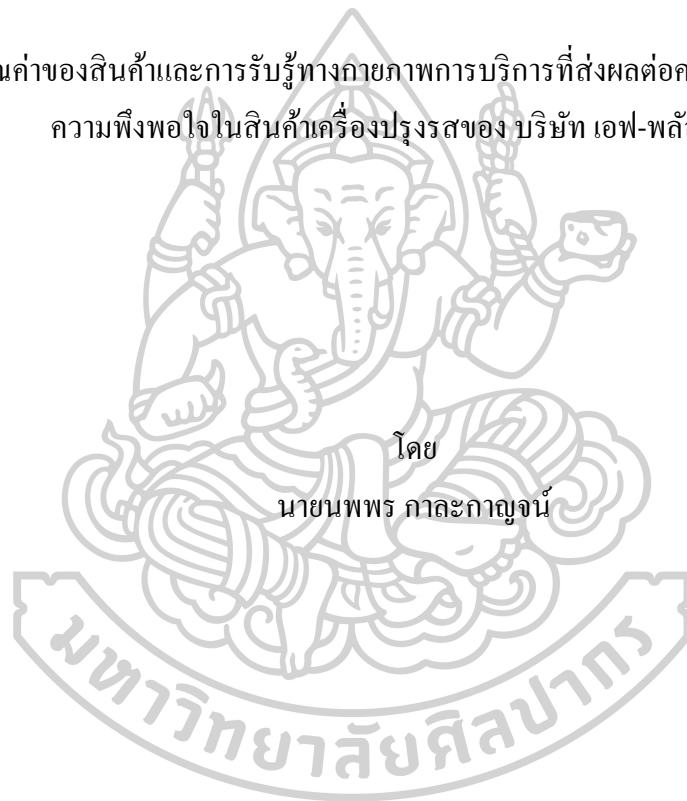 ค่าของสินค้าและการรับรู้ทางกายภาพการบริการที่ส่งผลต่อ
ความพึงพอใจในสินค้าเครื่องปรุงรสของ บริษัท เอฟ-พลั
โดย
นายนพพร กาละกาญจน์
มหาวิทยาลัยศิลปากร